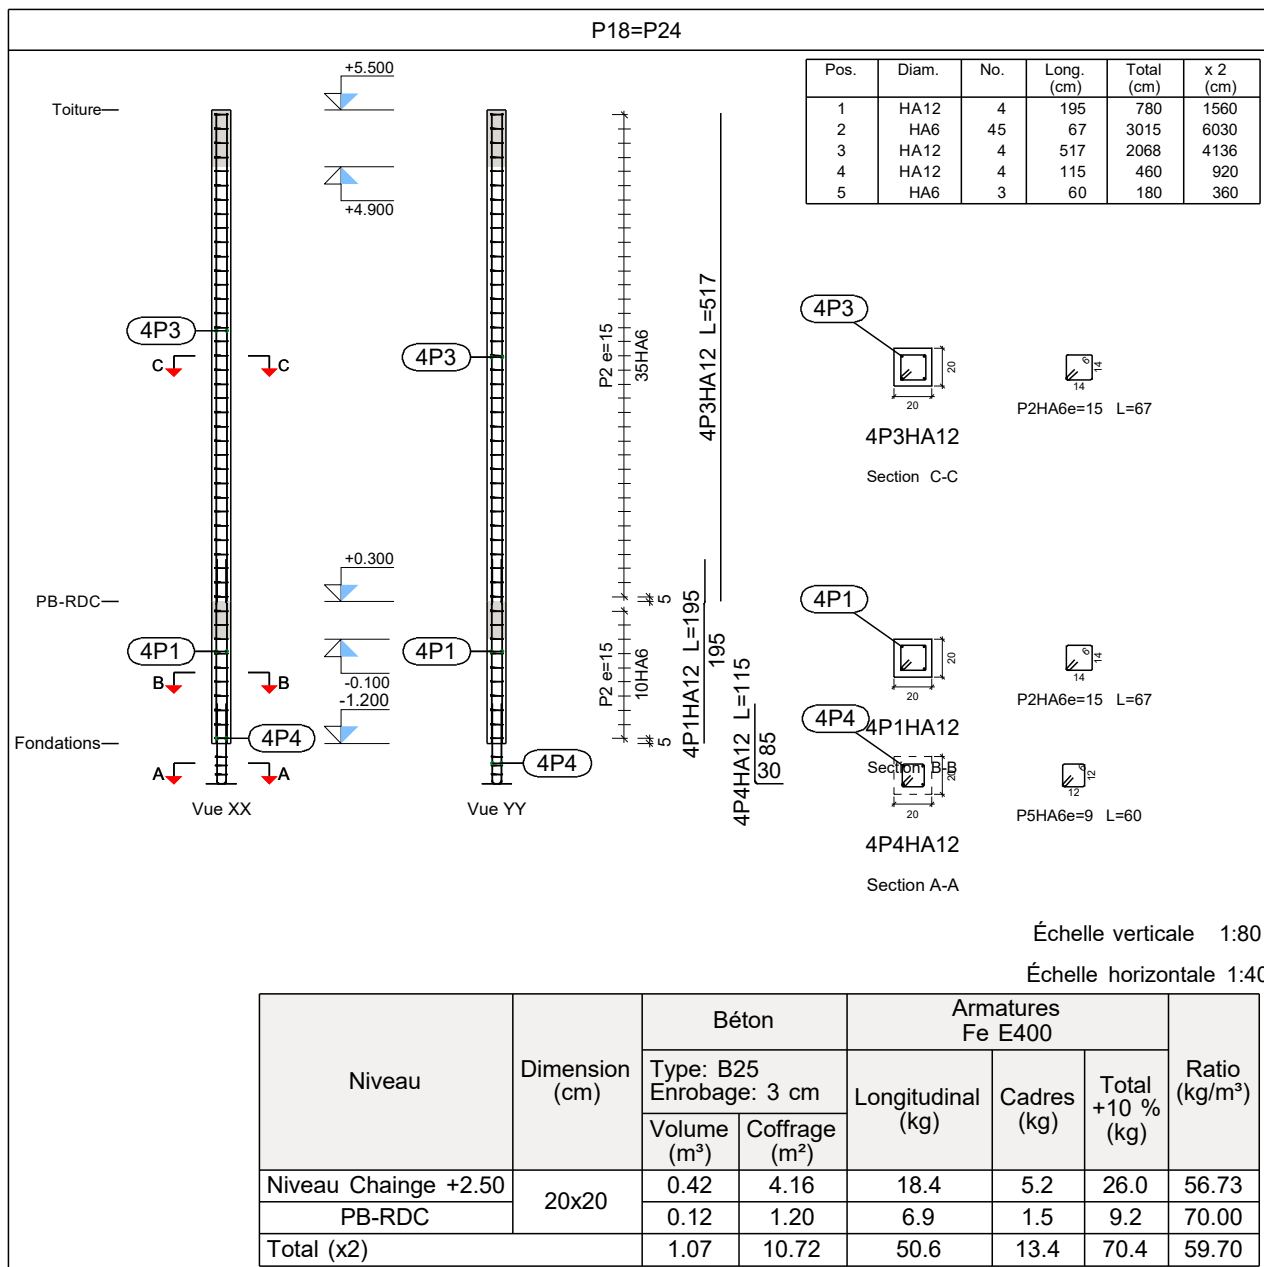 P18=P24
Pos. Diam. No. Long. (cm) Total (cm) x 2 (cm)
1 HA12 4 195 780 1560
2 HA6 45 67 3015 6030
3 HA12 4 517 2068 4136
4 HA12 4 115 460 920
5 HA6 3 60 180 360
Toiture
+5.500
+4.900
4P3
4P3
C C
P2 e=15
35HA6
4P3HA12 L=517
4P3
20
20
4P3HA12
Section C-C
6
14
14
P2HA6e=15 L=67
PB-RDC
+0.300
5
4P1
4P1
-0.100
B B
-1.200
P2 e=15
10HA6
4P1HA12 L=195
195
4P1
20
20
4P1HA12
Section B-B
6
14
14
P2HA6e=15 L=67
Fondations
4P4
4P4
5
A A
Vue XX
Vue YY
4P4HA12 L=115
85
30
4P4
20
20
4P4HA12
Section A-A
6
12
12
P5HA6e=9 L=60
Échelle verticale 1:80
Échelle horizontale 1:40
Niveau
Dimension (cm)
Béton
Type: B25
Enrobage: 3 cm
Volume (m³)
Coffrage (m²)
Armatures
Fe E400
Longitudinal (kg)
Cadres (kg)
Total +10 % (kg)
Ratio (kg/m³)
Niveau Chainge +2.50 20x20 0.42 4.16 18.4 5.2 26.0 56.73
PB-RDC 0.12 1.20 6.9 1.5 9.2 70.00
Total (x2) 1.07 10.72 50.6 13.4 70.4 59.70